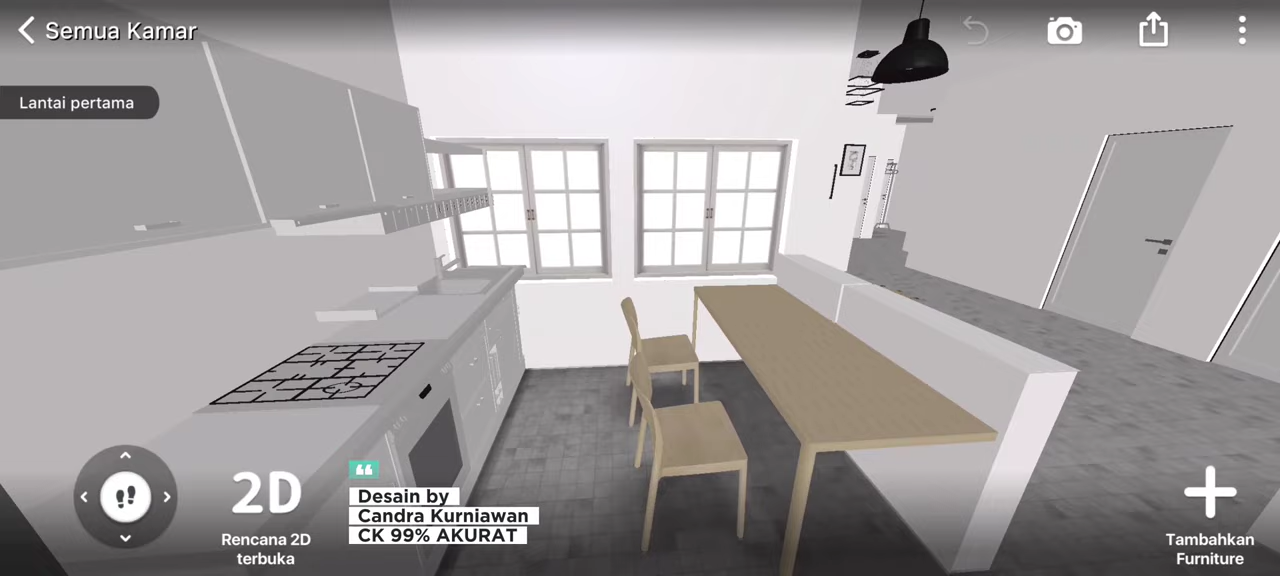 Semua Kamar
Lantai pertama
2D
Rencana 2D
terbuka
Desain by
Candra Kurniawan
CK 99% AKURAT
Tambahkan
Furniture